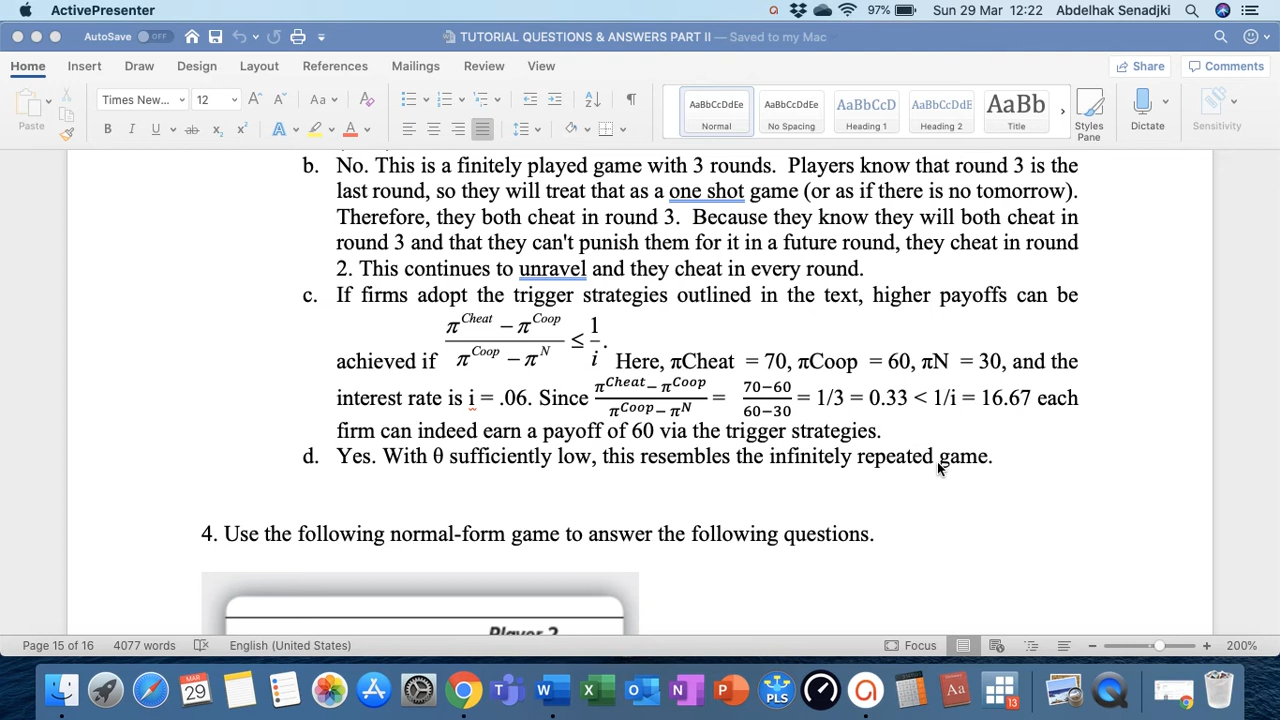 ActivePresenter 97% Sun 29 Mar 12:22 Abdelhak Senadjki
AutoSave OFF TUTORIAL QUESTIONS & ANSWERS PART II — Saved to my Mac
Home Insert Draw Design Layout References Mailings Review View Share Comments
Paste Times New... 12 Aa AaBbCcDdEe AaBbCcDdEe AaBbCcD AaBbCcDdE AaBb
Normal No Spacing Heading 1 Heading 2 Title Styles Pane Dictate Sensitivity
b. No. This is a finitely played game with 3 rounds. Players know that round 3 is the
last round, so they will treat that as a one shot game (or as if there is no tomorrow).
Therefore, they both cheat in round 3. Because they know they will both cheat in
round 3 and that they can't punish them for it in a future round, they cheat in round
2. This continues to unravel and they cheat in every round.
c. If firms adopt the trigger strategies outlined in the text, higher payoffs can be
achieved if (π^Cheat − π^Coop)/(π^Coop − π^N) ≤ 1/i. Here, πCheat = 70, πCoop = 60, πN = 30, and the
interest rate is i = .06. Since (π^Cheat − π^Coop)/(π^Coop − π^N) = (70−60)/(60−30) = 1/3 = 0.33 < 1/i = 16.67 each
firm can indeed earn a payoff of 60 via the trigger strategies.
d. Yes. With θ sufficiently low, this resembles the infinitely repeated game.
4. Use the following normal-form game to answer the following questions.
Player 2
Page 15 of 16 4077 words English (United States) Focus 200%
MAR 29 13
PLS